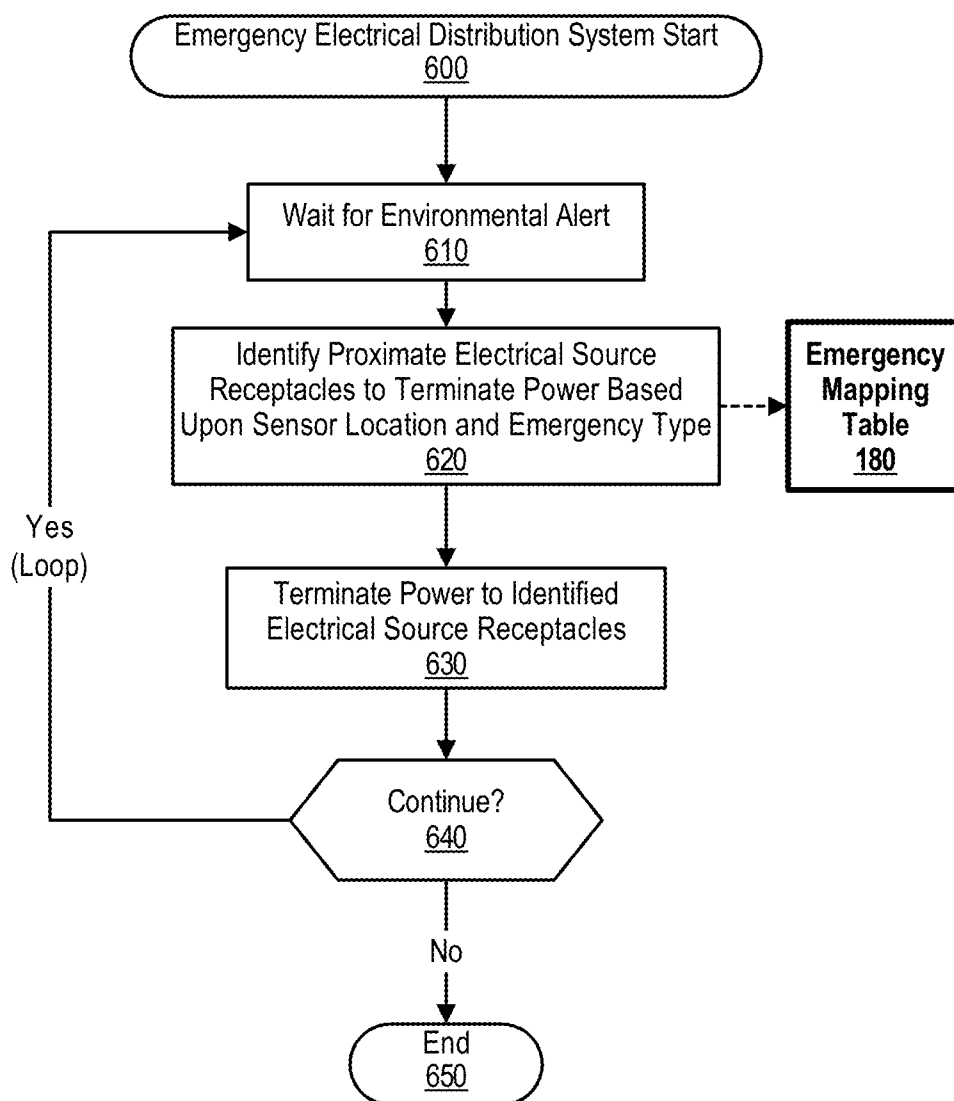 Emergency Electrical Distribution System Start
600
Wait for Environmental Alert
610
Identify Proximate Electrical Source
Receptacles to Terminate Power Based
Upon Sensor Location and Emergency Type
620
Emergency
Mapping
Table
180
Yes
(Loop)
Terminate Power to Identified
Electrical Source Receptacles
630
Continue?
640
No
End
650